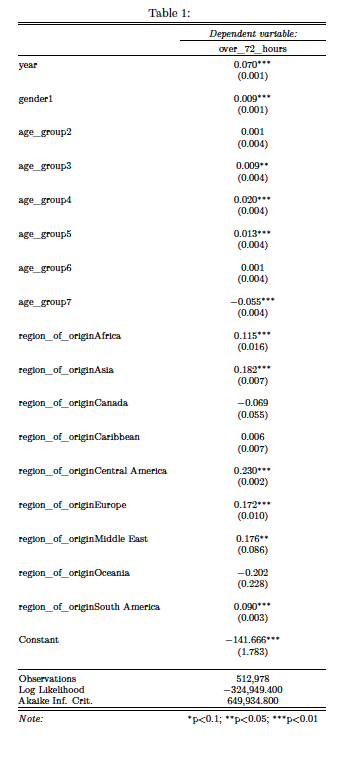 Table 1:
Dependent variable:
over_72_hours
year 0.070***
(0.001)
gender1 0.009***
(0.001)
age_group2 0.001
(0.004)
age_group3 0.009**
(0.004)
age_group4 0.020***
(0.004)
age_group5 0.013***
(0.004)
age_group6 0.001
(0.004)
age_group7 −0.055***
(0.004)
region_of_originAfrica 0.115***
(0.016)
region_of_originAsia 0.182***
(0.007)
region_of_originCanada −0.069
(0.055)
region_of_originCaribbean 0.006
(0.007)
region_of_originCentral America 0.230***
(0.002)
region_of_originEurope 0.172***
(0.010)
region_of_originMiddle East 0.176**
(0.086)
region_of_originOceania −0.202
(0.228)
region_of_originSouth America 0.090***
(0.003)
Constant −141.666***
(1.783)
Observations 512,978
Log Likelihood −324,949.400
Akaike Inf. Crit. 649,934.800
Note: *p<0.1; **p<0.05; ***p<0.01